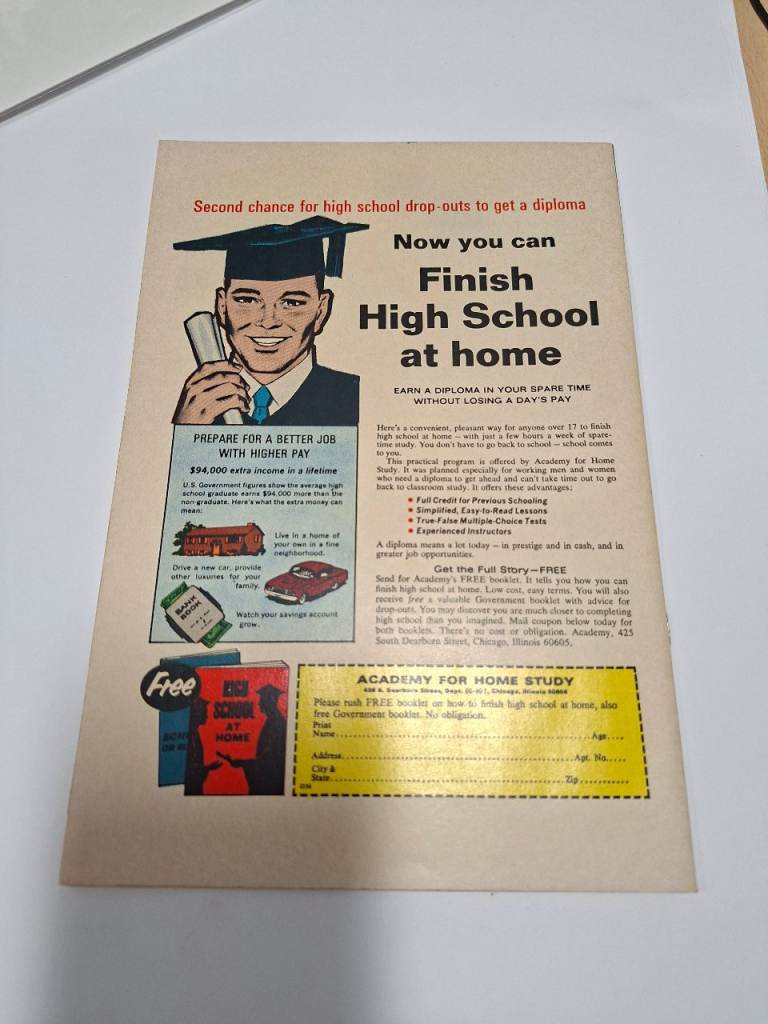 Second chance for high school drop-outs to get a diploma
Now you can
Finish
High School
at home
EARN A DIPLOMA IN YOUR SPARE TIME
WITHOUT LOSING A DAY'S PAY
PREPARE FOR A BETTER JOB
WITH HIGHER PAY
$94,000 extra income in a lifetime
U.S. Government figures show the average high
school graduate earns $94,000 more than the
non-graduate. Here's what the extra money can
mean:
Live in a home of
your own in a fine
neighborhood.
Drive a new car, provide
other luxuries for your
family.
BANK
BOOK
Watch your savings account
grow.
Here's a convenient, pleasant way for anyone over 17 to finish
high school at home — with just a few hours a week of spare-
time study. You don't have to go back to school — school comes
to you.
This practical program is offered by Academy for Home
Study. It was planned especially for working men and women
who need a diploma to get ahead and can't take time out to go
back to classroom study. It offers these advantages:
• Full Credit for Previous Schooling
• Simplified, Easy-to-Read Lessons
• True-False Multiple-Choice Tests
• Experienced Instructors
A diploma means a lot today — in prestige and in cash, and in
greater job opportunities.
Get the Full Story—FREE
Send for Academy's FREE booklet. It tells you how you can
finish high school at home. Low cost, easy terms. You will also
receive free a valuable Government booklet with advice for
drop-outs. You may discover you are much closer to completing
high school than you imagined. Mail coupon below today for
both booklets. There's no cost or obligation. Academy, 425
South Dearborn Street, Chicago, Illinois 60605.
Free
HIGH
SCHOOL
AT
HOME
ACADEMY FOR HOME STUDY
S. Dearborn Street, Dept. Chicago, Illinois 60605
Please rush FREE booklet on how to finish high school at home, also
free Government booklet. No obligation.
Print
Name Age
Address Apt. No.
City &
State Zip